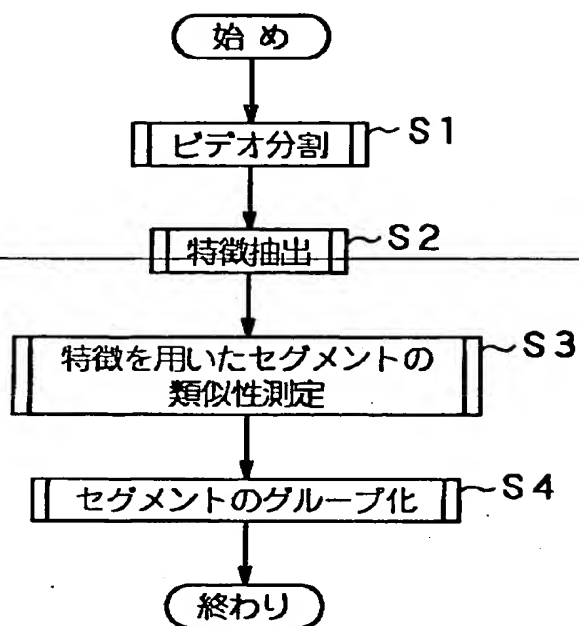 始め
ビデオ分割
S1
特徴抽出
S2
特徴を用いたセグメントの
類似性測定
S3
セグメントのグループ化
S4
終わり